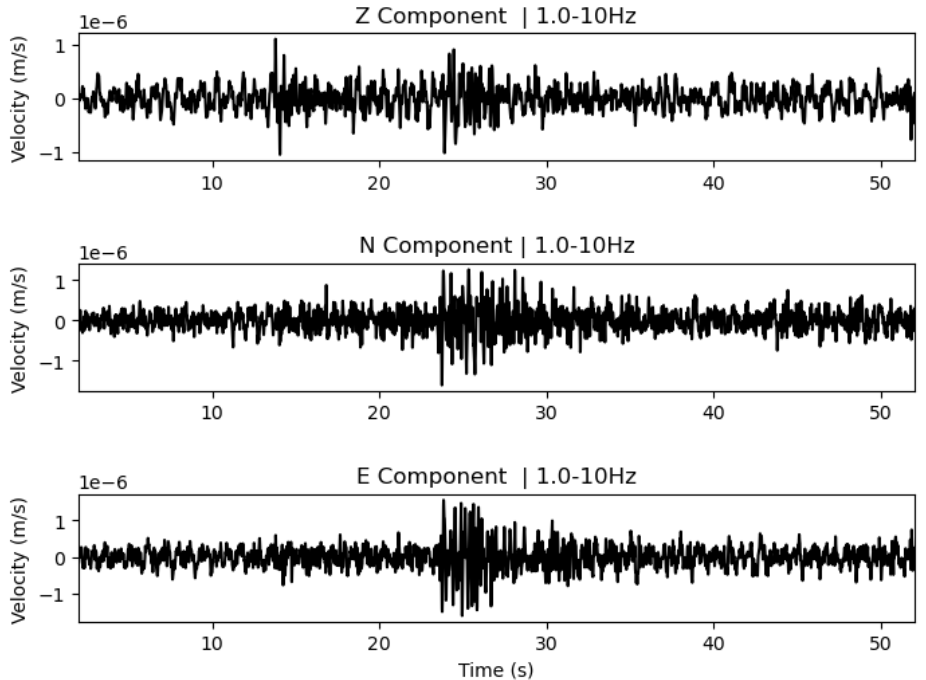 Z Component  | 1.0-10Hz
1e−6
Velocity (m/s)
1
0
−1
10 20 30 40 50
N Component | 1.0-10Hz
1e−6
Velocity (m/s)
1
0
−1
10 20 30 40 50
E Component  | 1.0-10Hz
1e−6
Velocity (m/s)
1
0
−1
10 20 30 40 50
Time (s)